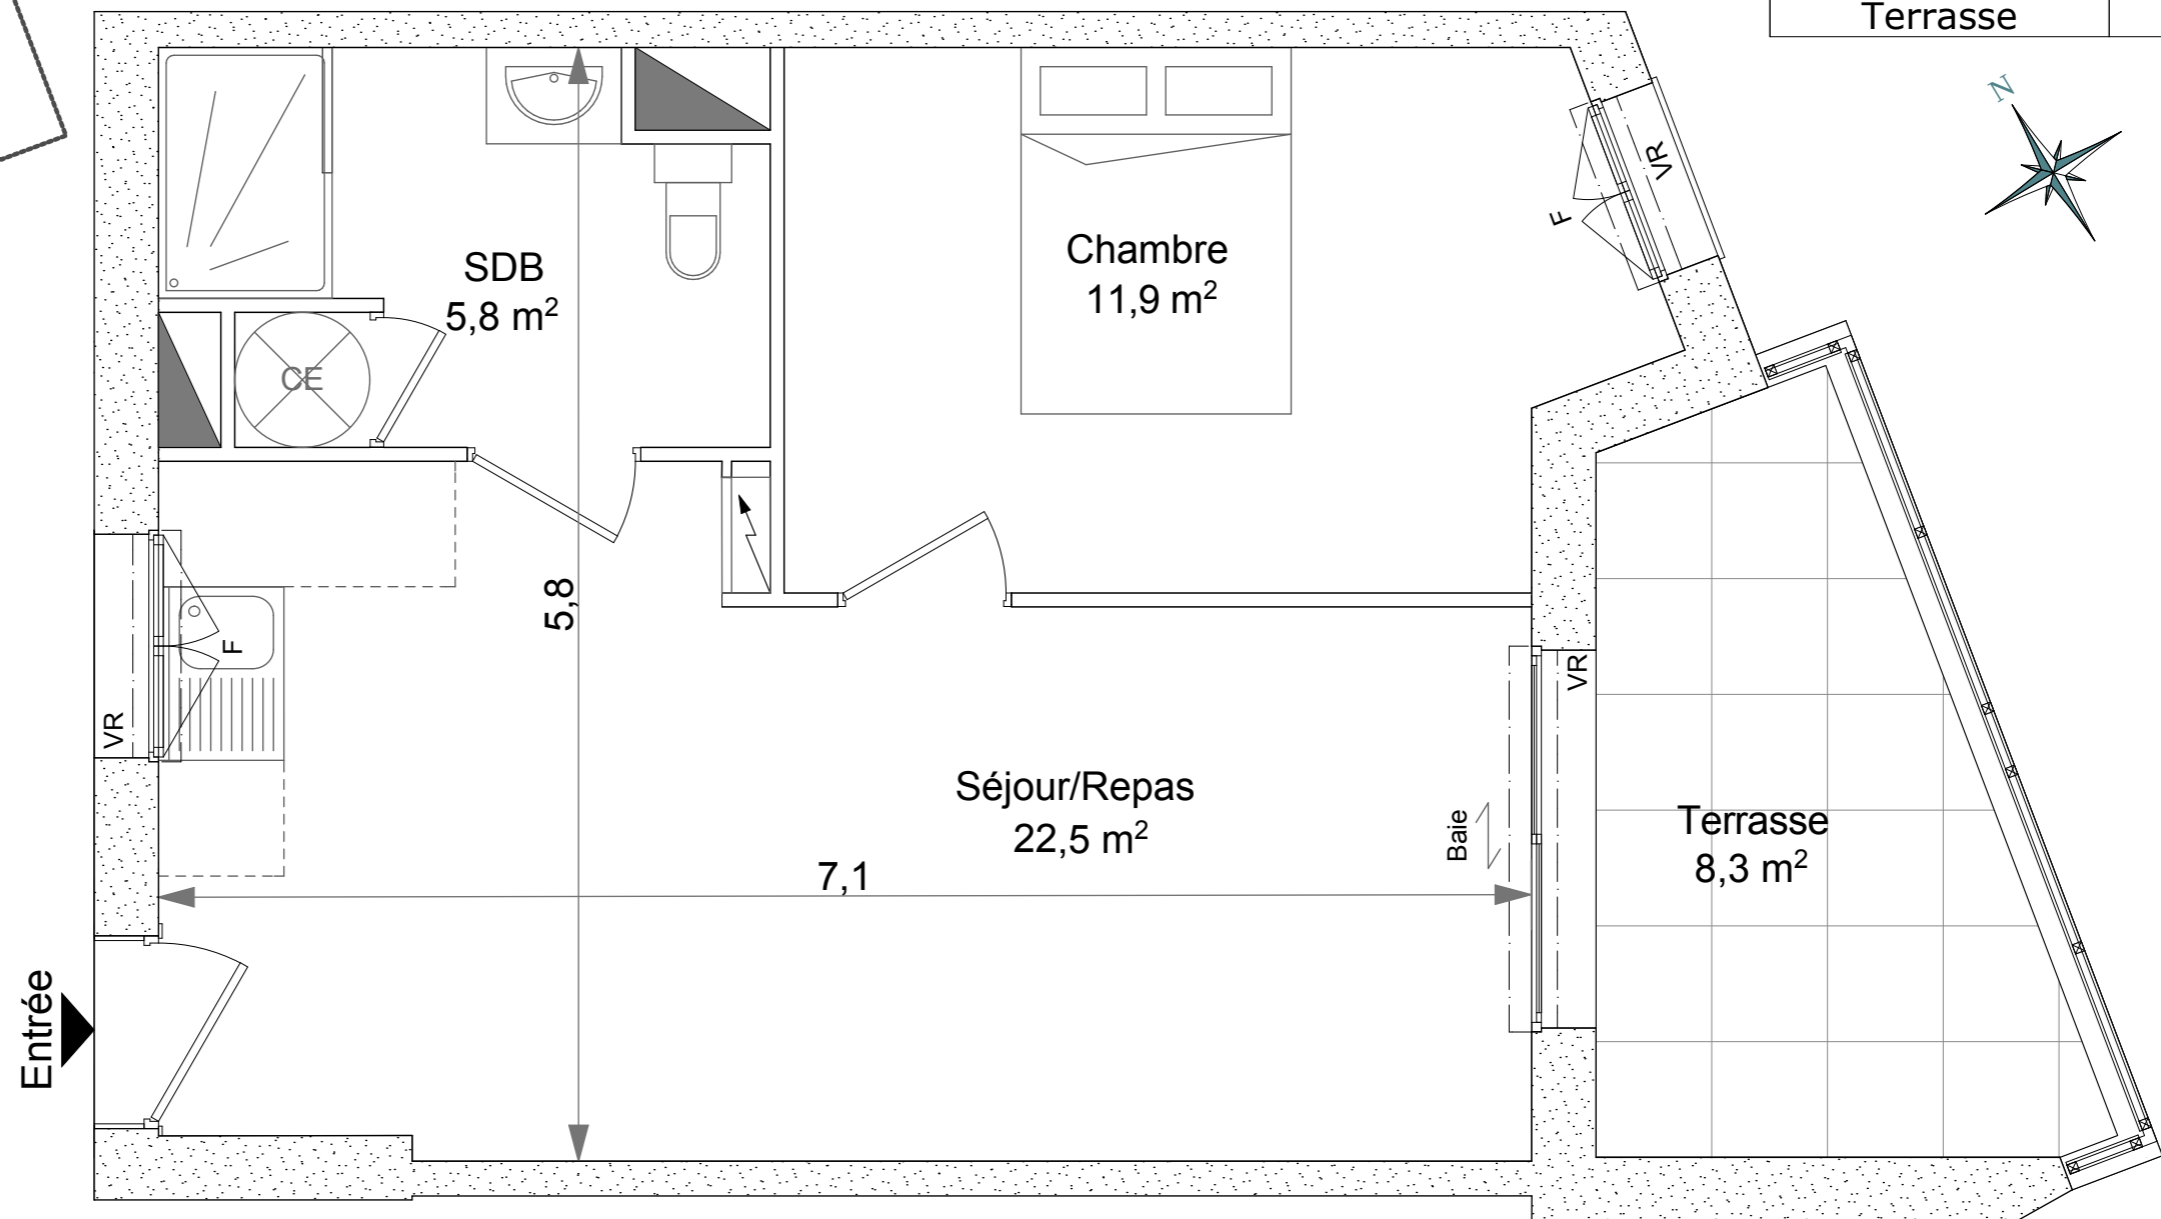 Terrasse
N
VR
F
SDB
5,8 m²
Chambre
11,9 m²
CE
5,8
F
VR
VR
Séjour/Repas
22,5 m²
Baie
Terrasse
8,3 m²
7,1
Entrée